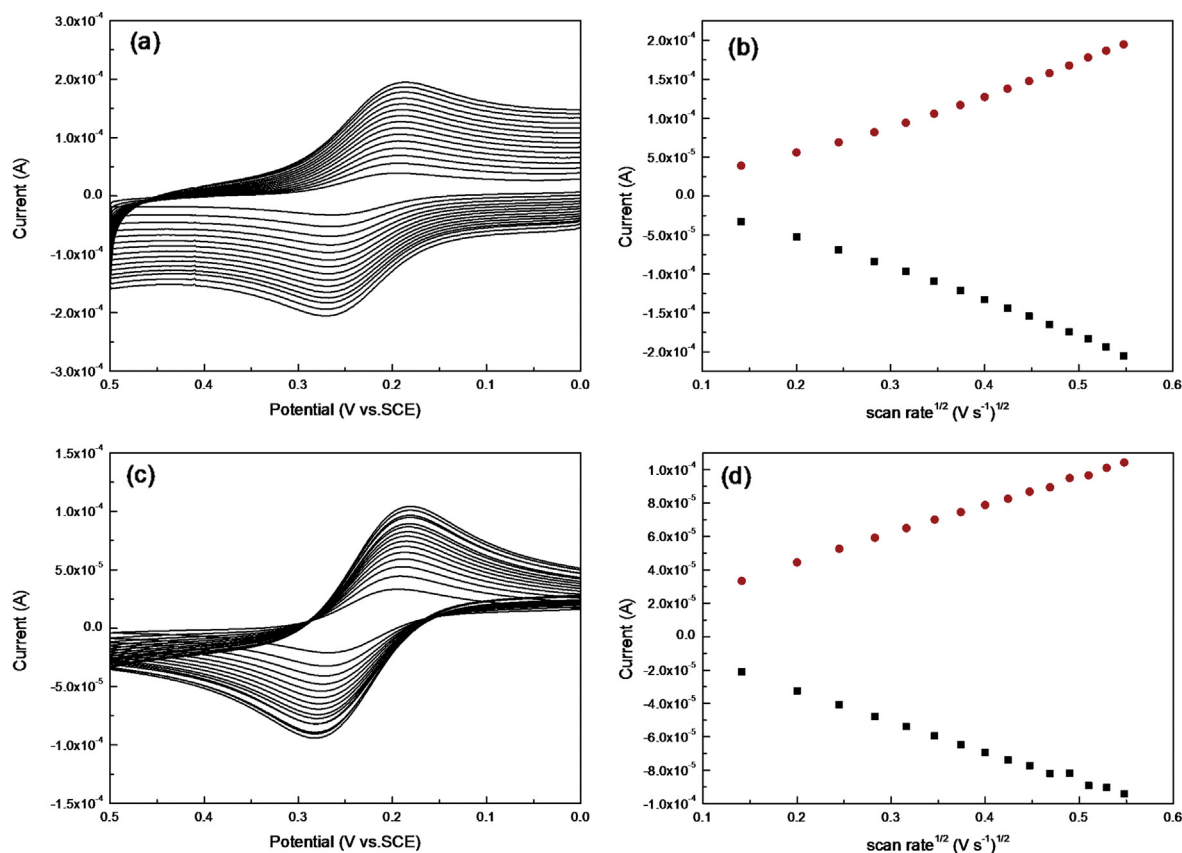 (a)
3.0x10⁻⁴
2.0x10⁻⁴
1.0x10⁻⁴
0.0
-1.0x10⁻⁴
-2.0x10⁻⁴
-3.0x10⁻⁴
Current (A)
0.5 0.4 0.3 0.2 0.1 0.0
Potential (V vs.SCE)
(b)
2.0x10⁻⁴
1.5x10⁻⁴
1.0x10⁻⁴
5.0x10⁻⁵
0.0
-5.0x10⁻⁵
-1.0x10⁻⁴
-1.5x10⁻⁴
-2.0x10⁻⁴
Current (A)
0.1 0.2 0.3 0.4 0.5 0.6
scan rate¹ᐟ² (V s⁻¹)¹ᐟ²
(c)
1.5x10⁻⁴
1.0x10⁻⁴
5.0x10⁻⁵
0.0
-5.0x10⁻⁵
-1.0x10⁻⁴
-1.5x10⁻⁴
Current (A)
0.5 0.4 0.3 0.2 0.1 0.0
Potential (V vs.SCE)
(d)
1.0x10⁻⁴
8.0x10⁻⁵
6.0x10⁻⁵
4.0x10⁻⁵
2.0x10⁻⁵
0.0
-2.0x10⁻⁵
-4.0x10⁻⁵
-6.0x10⁻⁵
-8.0x10⁻⁵
-1.0x10⁻⁴
Current (A)
0.1 0.2 0.3 0.4 0.5 0.6
scan rate¹ᐟ² (V s⁻¹)¹ᐟ²